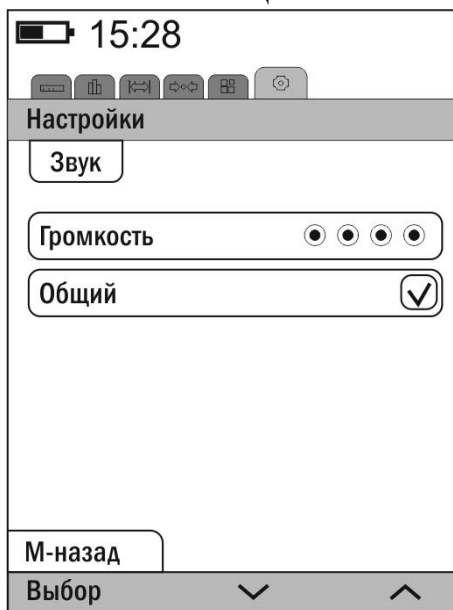 15:28
Настройки
Звук
Громкость
Общий
М-назад
Выбор